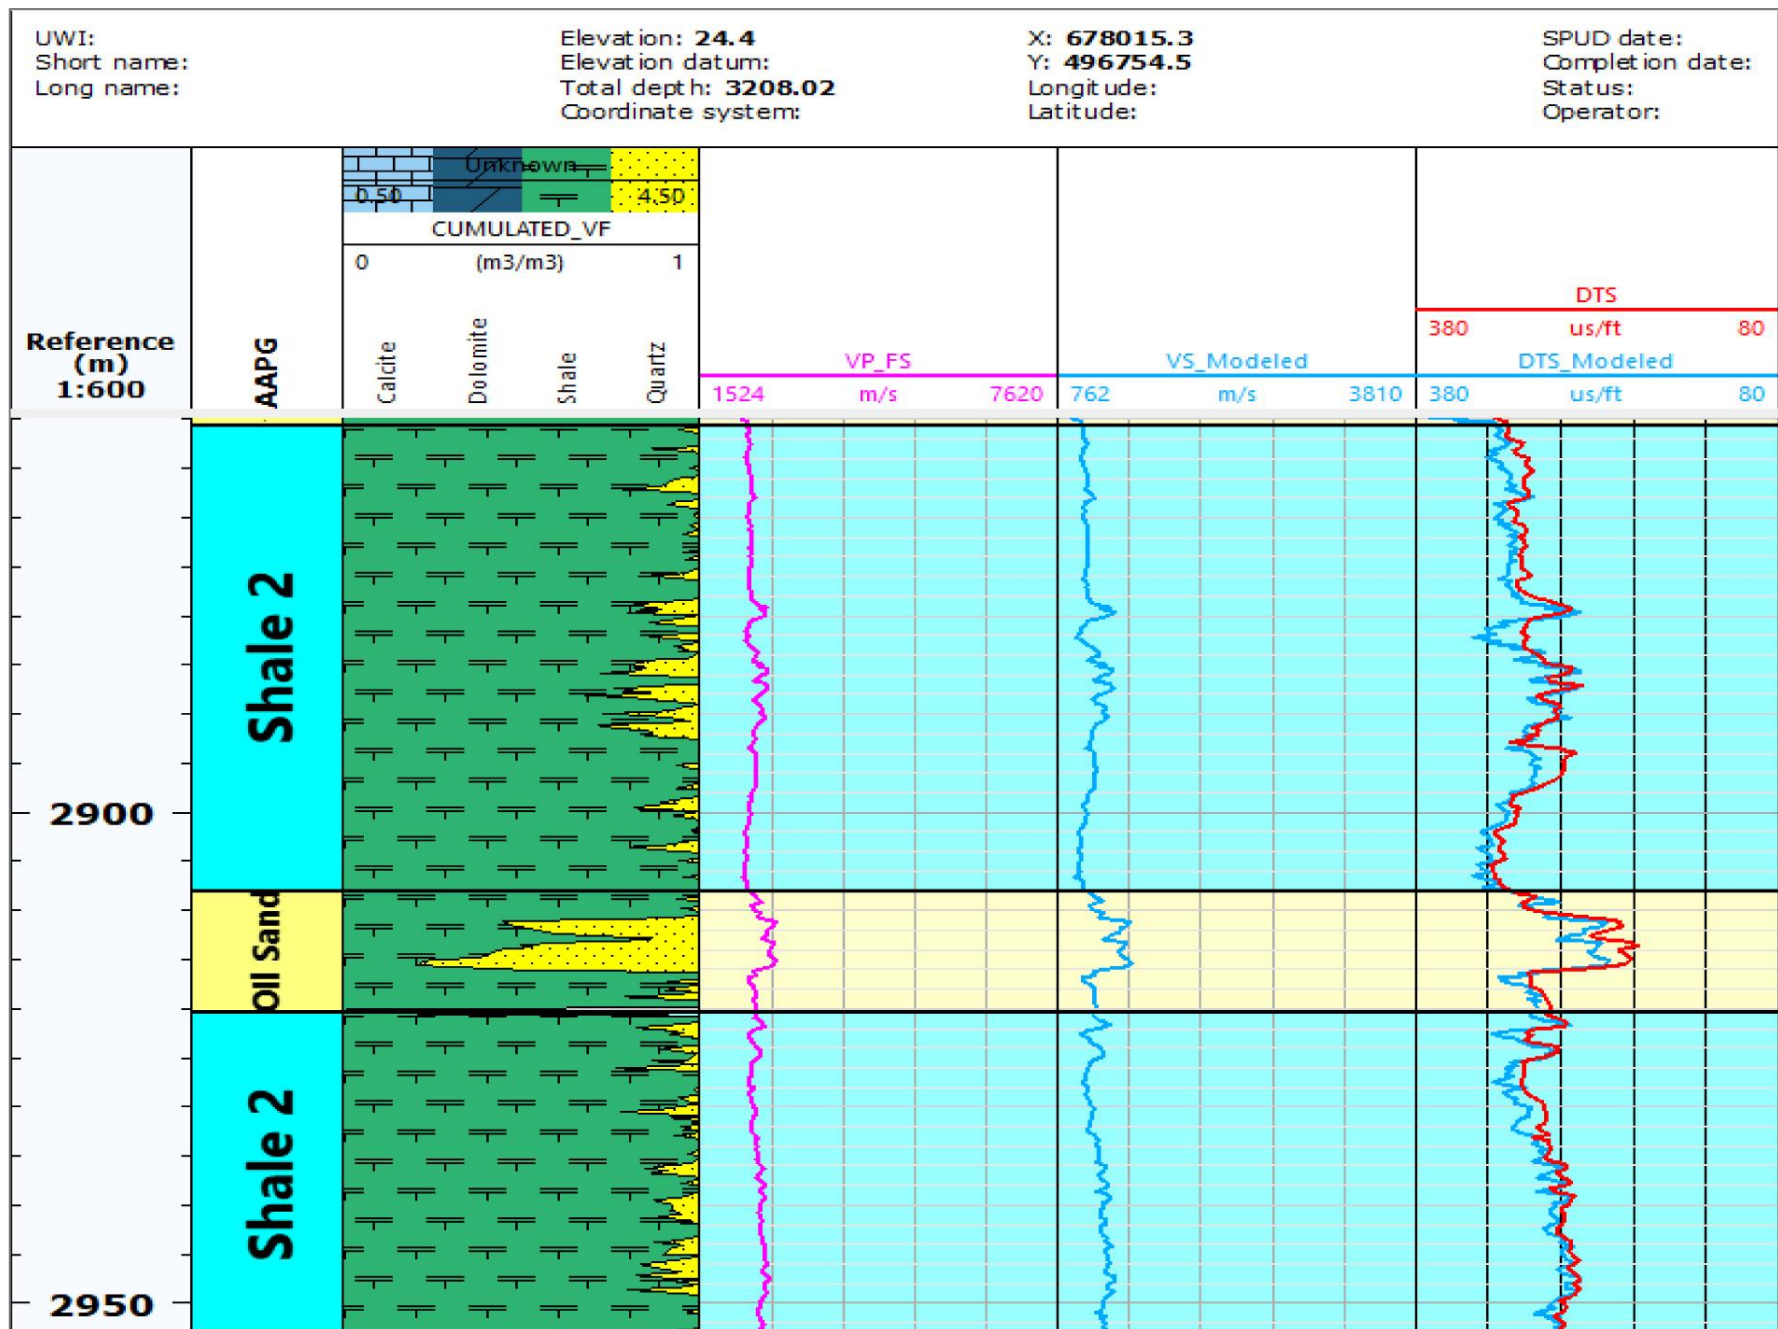 UWI:
Short name:
Long name:
Elevation: 24.4
Elevation datum:
Total depth: 3208.02
Coordinate system:
X: 678015.3
Y: 496754.5
Longitude:
Latitude:
SPUD date:
Completion date:
Status:
Operator:
Reference
(m)
1:600
AAPG
Unknown
0.50 4.50
CUMULATED_VF
0 (m3/m3) 1
Calcite
Dolomite
Shale
Quartz
VP_FS
1524 m/s 7620
VS_Modeled
762 m/s 3810
DTS
380 us/ft 80
DTS_Modeled
380 us/ft 80
Shale 2
2900
OIl Sand
Shale 2
2950